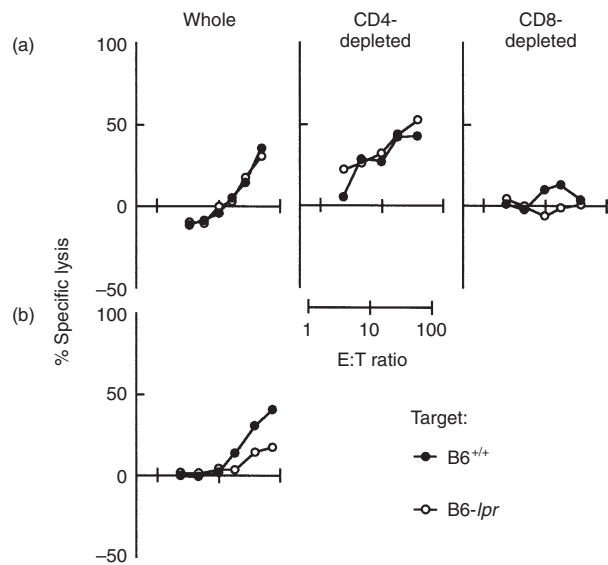 Whole
CD4-
depleted
CD8-
depleted
(a)
100
50
0
–50
(b)
100
50
0
–50
% Specific lysis
1
10
100
E:T ratio
Target:
B6+/+
B6-lpr